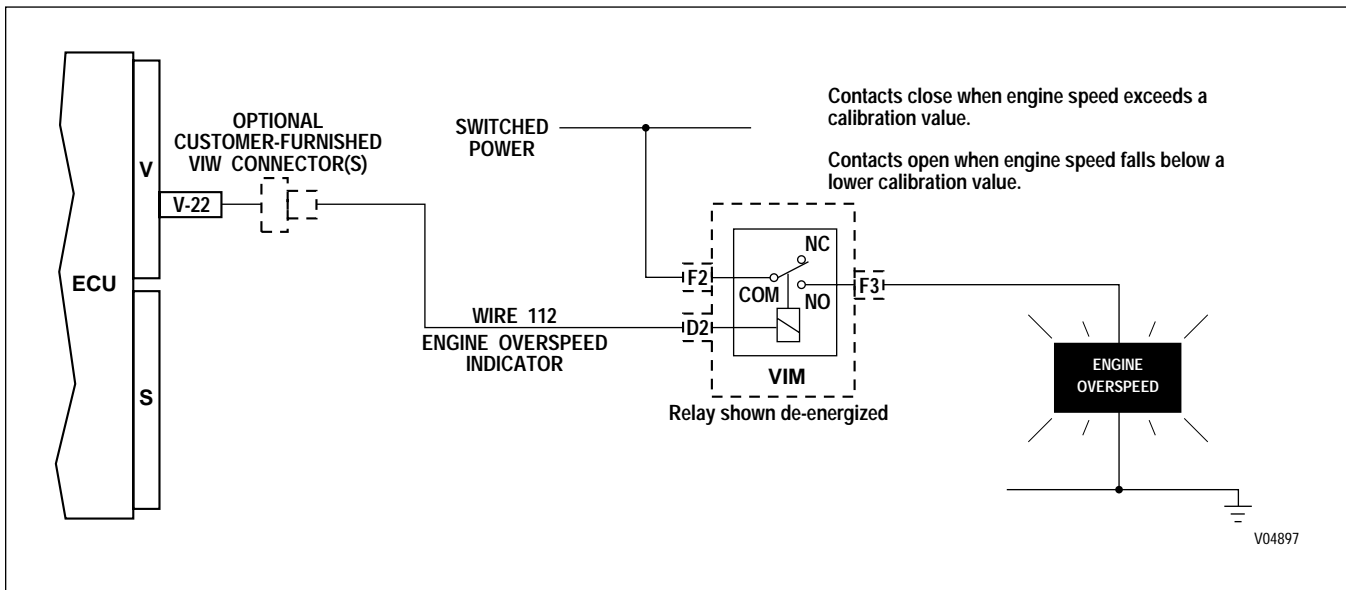 OPTIONAL
CUSTOMER-FURNISHED
VIW CONNECTOR(S)
SWITCHED
POWER
Contacts close when engine speed exceeds a
calibration value.
Contacts open when engine speed falls below a
lower calibration value.
V
V-22
ECU
S
WIRE 112
ENGINE OVERSPEED
INDICATOR
F2
D2
NC
COM
NO
F3
VIM
Relay shown de-energized
ENGINE
OVERSPEED
V04897